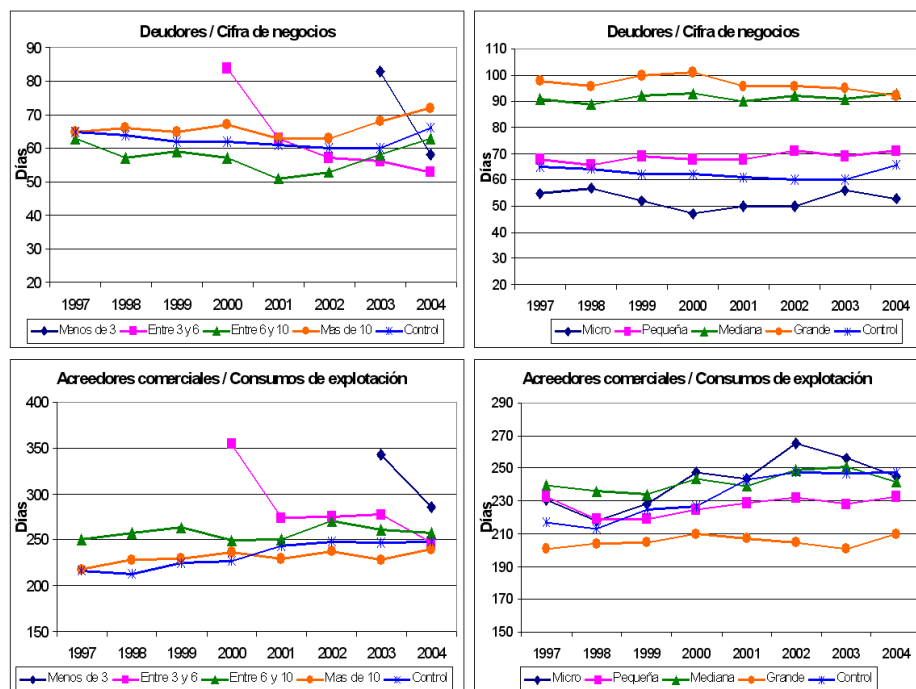 Deudores / Cifra de negocios
90
80
70
60
50
40
30
20
Días
1997 1998 1999 2000 2001 2002 2003 2004
Menos de 3 Entre 3 y 6 Entre 6 y 10 Mas de 10 Control
Deudores / Cifra de negocios
110
100
90
80
70
60
50
40
30
20
Días
1997 1998 1999 2000 2001 2002 2003 2004
Micro Pequeña Mediana Grande Control
Acreedores comerciales / Consumos de explotación
400
350
300
250
200
150
Días
1997 1998 1999 2000 2001 2002 2003 2004
Menos de 3 Entre 3 y 6 Entre 6 y 10 Mas de 10 Control
Acreedores comerciales / Consumos de explotación
290
270
250
230
210
190
170
150
Días
1997 1998 1999 2000 2001 2002 2003 2004
Micro Pequeña Mediana Grande Control